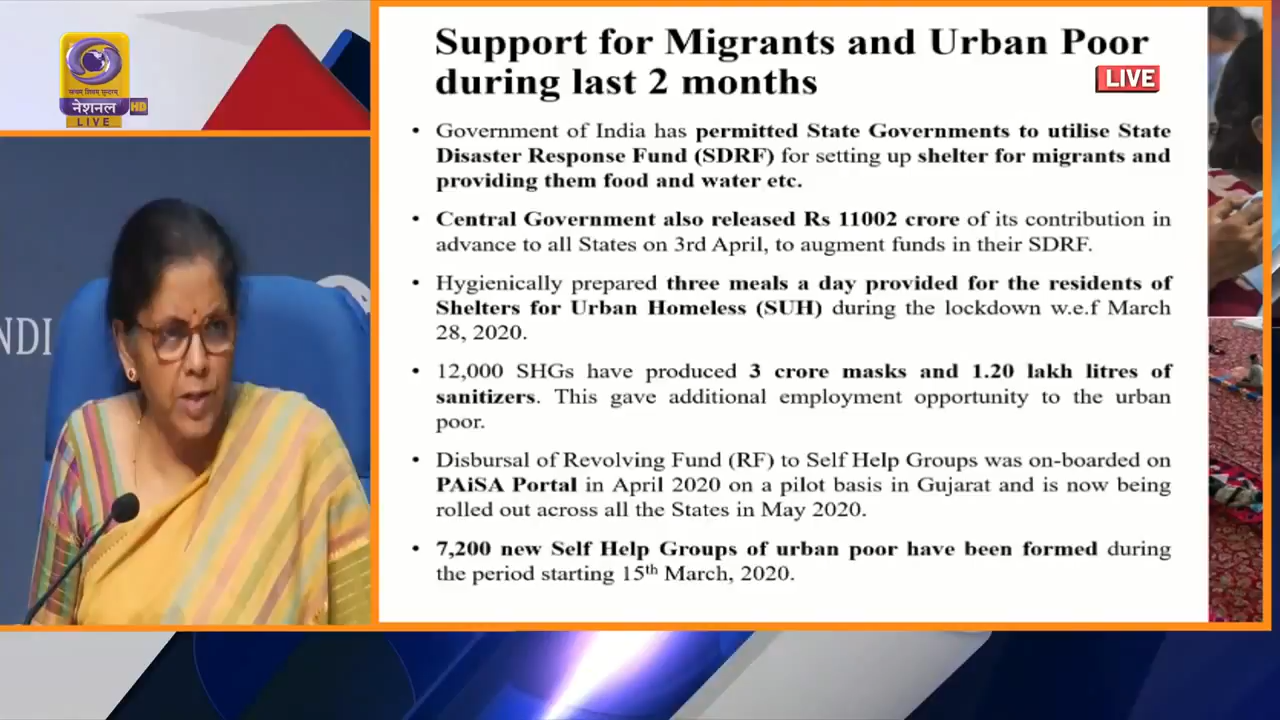 सत्यम् शिवम् सुन्दरम्
नेशनल HD
LIVE
NDI
Support for Migrants and Urban Poor
during last 2 months
LIVE
• Government of India has permitted State Governments to utilise State
Disaster Response Fund (SDRF) for setting up shelter for migrants and
providing them food and water etc.
• Central Government also released Rs 11002 crore of its contribution in
advance to all States on 3rd April, to augment funds in their SDRF.
• Hygienically prepared three meals a day provided for the residents of
Shelters for Urban Homeless (SUH) during the lockdown w.e.f March
28, 2020.
• 12,000 SHGs have produced 3 crore masks and 1.20 lakh litres of
sanitizers. This gave additional employment opportunity to the urban
poor.
• Disbursal of Revolving Fund (RF) to Self Help Groups was on-boarded on
PAiSA Portal in April 2020 on a pilot basis in Gujarat and is now being
rolled out across all the States in May 2020.
• 7,200 new Self Help Groups of urban poor have been formed during
the period starting 15th March, 2020.